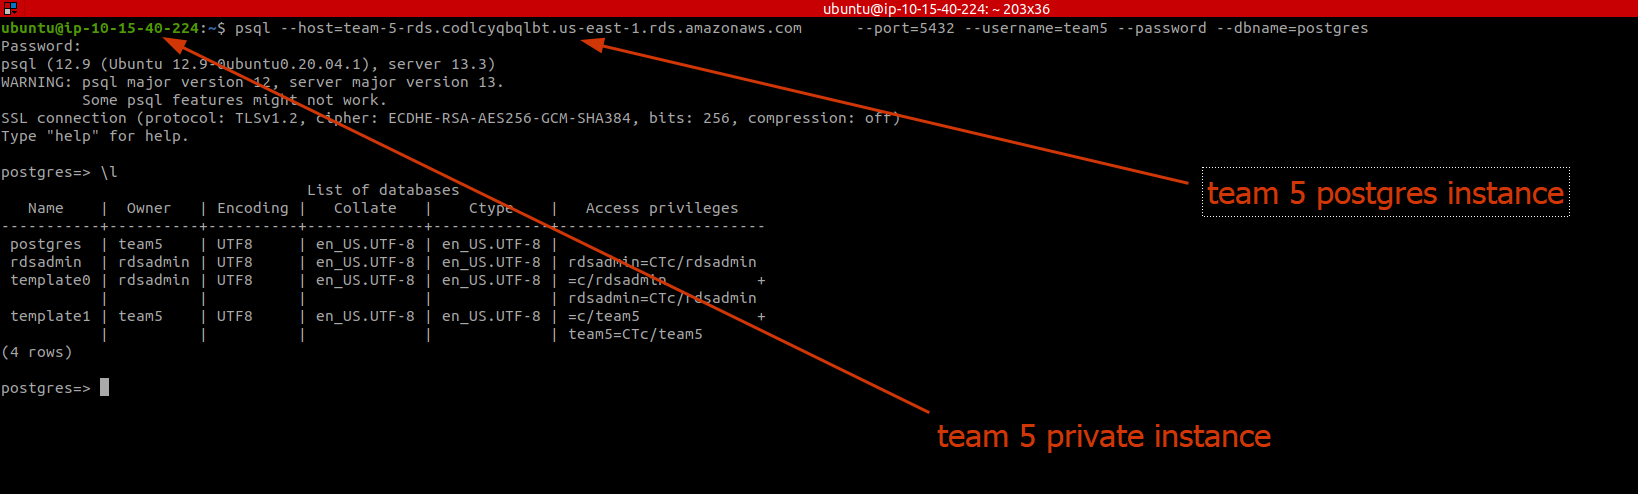 ubuntu@ip-10-15-40-224: ~ 203x36
ubuntu@ip-10-15-40-224:~$ psql --host=team-5-rds.codlcyqbqlbt.us-east-1.rds.amazonaws.com      --port=5432 --username=team5 --password --dbname=postgres
Password:
psql (12.9 (Ubuntu 12.9-0ubuntu0.20.04.1), server 13.3)
WARNING: psql major version 12, server major version 13.
         Some psql features might not work.
SSL connection (protocol: TLSv1.2, cipher: ECDHE-RSA-AES256-GCM-SHA384, bits: 256, compression: off)
Type "help" for help.
postgres=> \l
                                  List of databases
   Name    |  Owner   | Encoding |   Collate   |    Ctype    |   Access privileges
-----------+----------+----------+-------------+-------------+-----------------------
 postgres  | team5    | UTF8     | en_US.UTF-8 | en_US.UTF-8 |
 rdsadmin  | rdsadmin | UTF8     | en_US.UTF-8 | en_US.UTF-8 | rdsadmin=CTc/rdsadmin
 template0 | rdsadmin | UTF8     | en_US.UTF-8 | en_US.UTF-8 | =c/rdsadmin          +
           |          |          |             |             | rdsadmin=CTc/rdsadmin
 template1 | team5    | UTF8     | en_US.UTF-8 | en_US.UTF-8 | =c/team5             +
           |          |          |             |             | team5=CTc/team5
(4 rows)
postgres=>
team 5 postgres instance
team 5 private instance